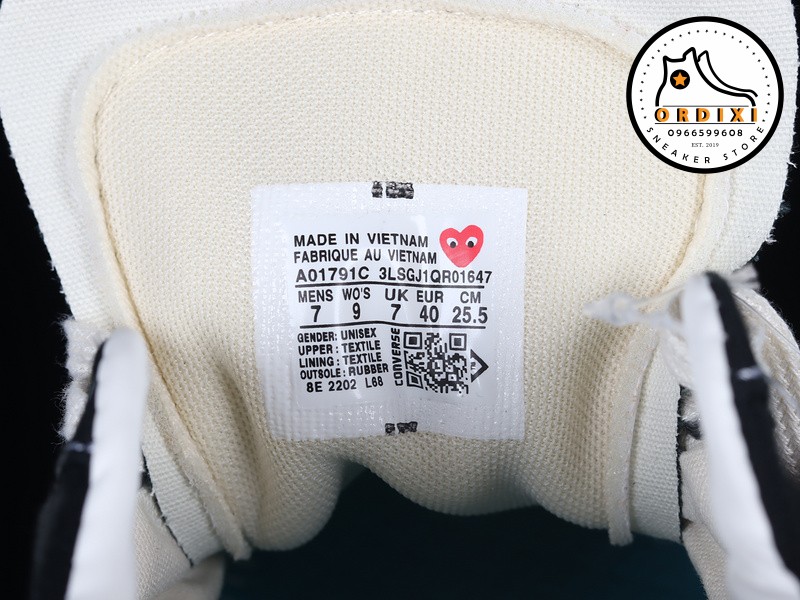 ORDIXI
0966599608
EST. 2019
SNEAKER STORE
MADE IN VIETNAM
FABRIQUE AU VIETNAM
A01791C 3LSGJ1QR01647
MENS WO'S UK EUR CM
7 9 7 40 25.5
GENDER: UNISEX
UPPER : TEXTILE
LINING : TEXTILE
OUTSOLE: RUBBER
8E 2202 L68
CONVERSE